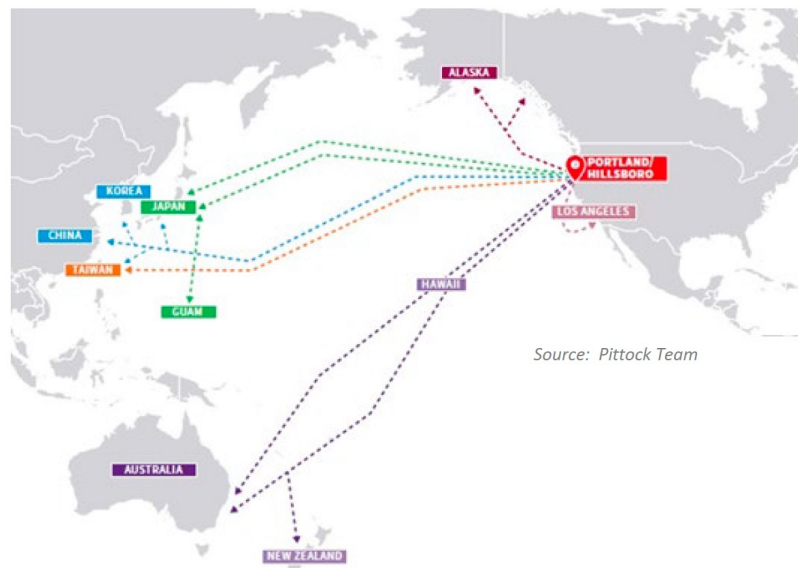 ALASKA
PORTLAND/
HILLSBORO
KOREA
JAPAN
LOS ANGELES
CHINA
TAIWAN
HAWAII
GUAM
Source: Pittock Team
AUSTRALIA
NEW ZEALAND